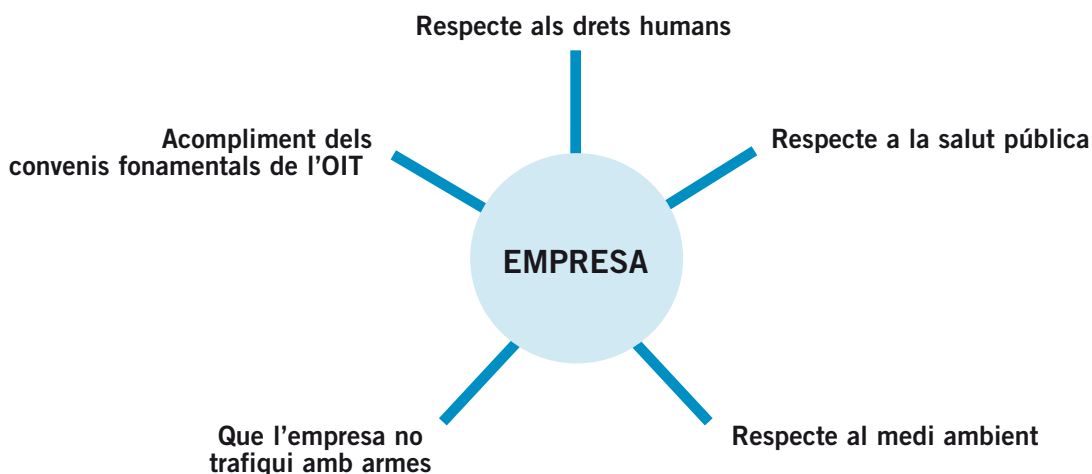 Respecte als drets humans
Acompliment dels
convenis fonamentals de l’OIT
Respecte a la salut pública
EMPRESA
Que l’empresa no
trafiqui amb armes
Respecte al medi ambient